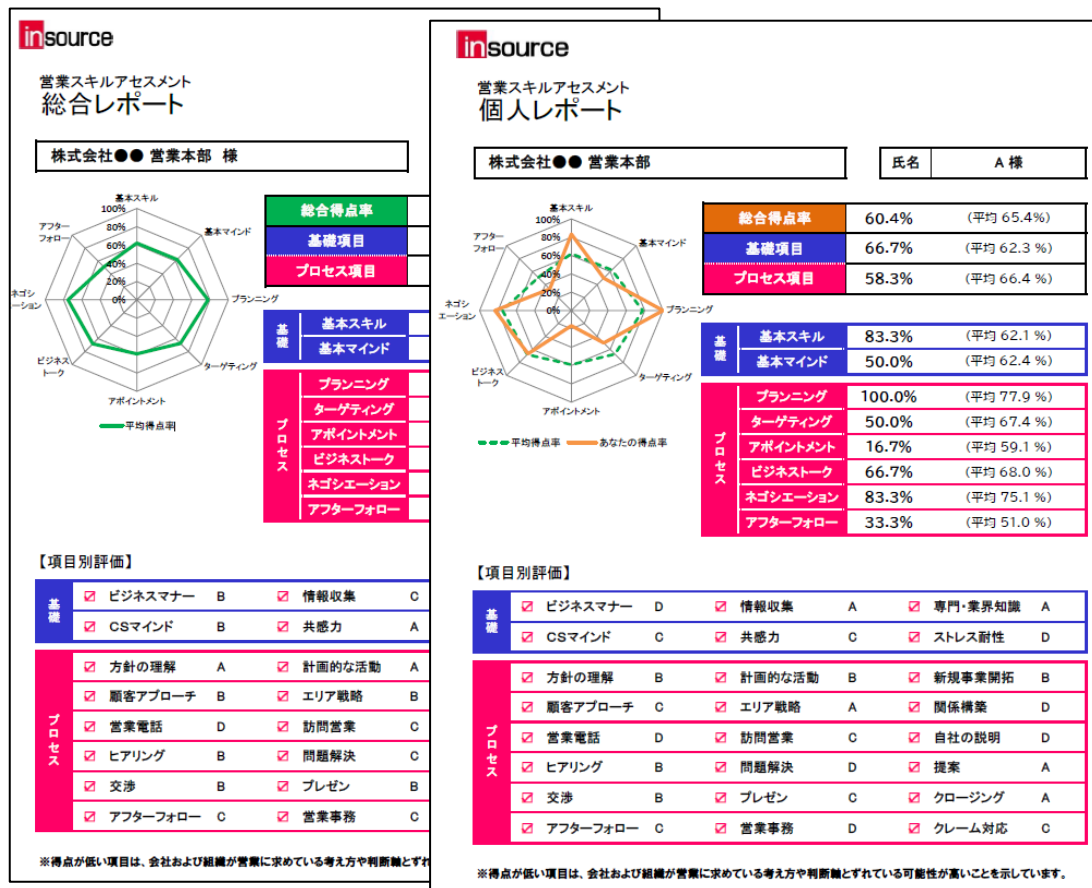 insource
営業スキルアセスメント
総合レポート
株式会社●● 営業本部 様
基本スキル
100%
80%
60%
40%
20%
0%
基本マインド
プランニング
ターゲティング
アポイントメント
ビジネス
トーク
ネゴシ
ーション
アフター
フォロー
平均得点率
総合得点率
基礎項目
プロセス項目
基礎
基本スキル
基本マインド
プロセス
プランニング
ターゲティング
アポイントメント
ビジネストーク
ネゴシエーション
アフターフォロー
【項目別評価】
基礎
☑ ビジネスマナー B ☑ 情報収集 C
☑ CSマインド B ☑ 共感力 A
プロセス
☑ 方針の理解 A ☑ 計画的な活動 A
☑ 顧客アプローチ B ☑ エリア戦略 B
☑ 営業電話 D ☑ 訪問営業 C
☑ ヒアリング B ☑ 問題解決 C
☑ 交渉 B ☑ プレゼン B
☑ アフターフォロー C ☑ 営業事務 C
※得点が低い項目は、会社および組織が営業に求めている考え方や判断軸とずれ
insource
営業スキルアセスメント
個人レポート
株式会社●● 営業本部
氏名 A 様
基本スキル
100%
80%
60%
40%
20%
0%
基本マインド
プランニング
ターゲティング
アポイントメント
ビジネス
トーク
ネゴシ
エーション
アフター
フォロー
平均得点率 あなたの得点率
総合得点率 60.4% (平均 65.4%)
基礎項目 66.7% (平均 62.3 %)
プロセス項目 58.3% (平均 66.4 %)
基礎
基本スキル 83.3% (平均 62.1 %)
基本マインド 50.0% (平均 62.4 %)
プロセス
プランニング 100.0% (平均 77.9 %)
ターゲティング 50.0% (平均 67.4 %)
アポイントメント 16.7% (平均 59.1 %)
ビジネストーク 66.7% (平均 68.0 %)
ネゴシエーション 83.3% (平均 75.1 %)
アフターフォロー 33.3% (平均 51.0 %)
【項目別評価】
基礎
☑ ビジネスマナー D ☑ 情報収集 A ☑ 専門・業界知識 A
☑ CSマインド C ☑ 共感力 C ☑ ストレス耐性 D
プロセス
☑ 方針の理解 B ☑ 計画的な活動 B ☑ 新規事業開拓 B
☑ 顧客アプローチ C ☑ エリア戦略 A ☑ 関係構築 D
☑ 営業電話 D ☑ 訪問営業 C ☑ 自社の説明 D
☑ ヒアリング B ☑ 問題解決 D ☑ 提案 A
☑ 交渉 B ☑ プレゼン C ☑ クロージング A
☑ アフターフォロー C ☑ 営業事務 D ☑ クレーム対応 C
※得点が低い項目は、会社および組織が営業に求めている考え方や判断軸とずれている可能性が高いことを示しています。